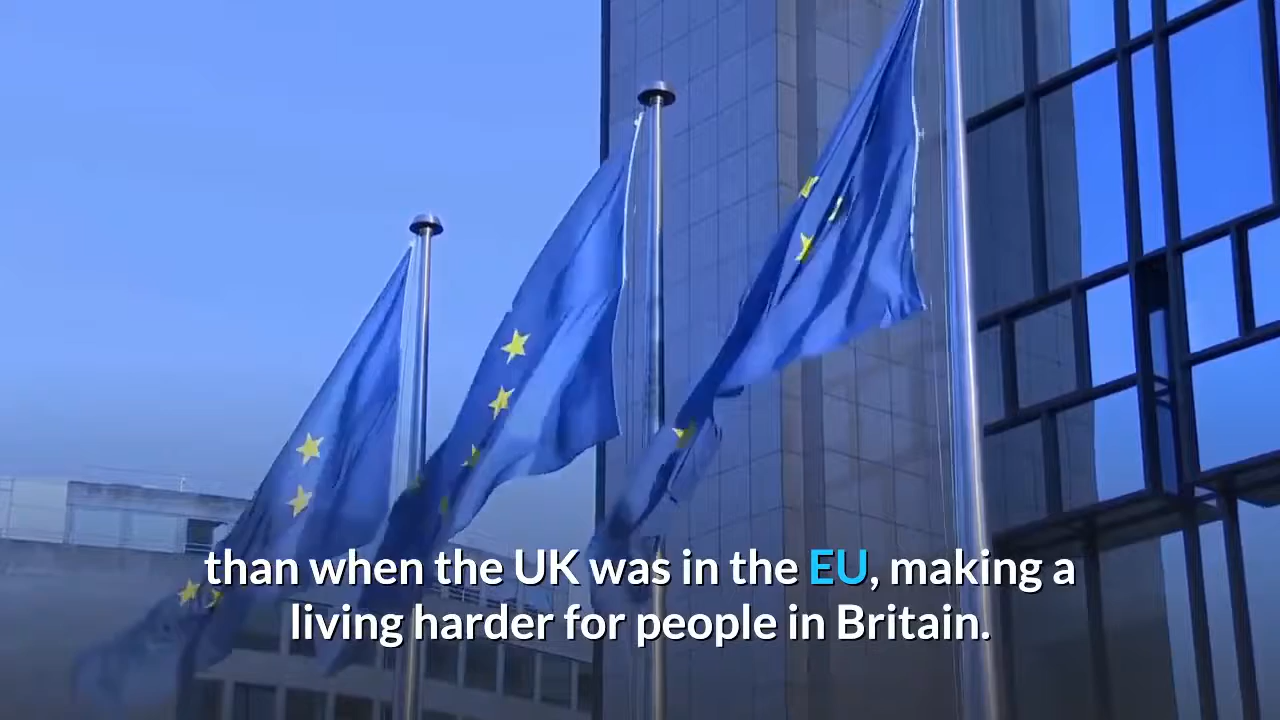 than when the UK was in the EU, making a
living harder for people in Britain.